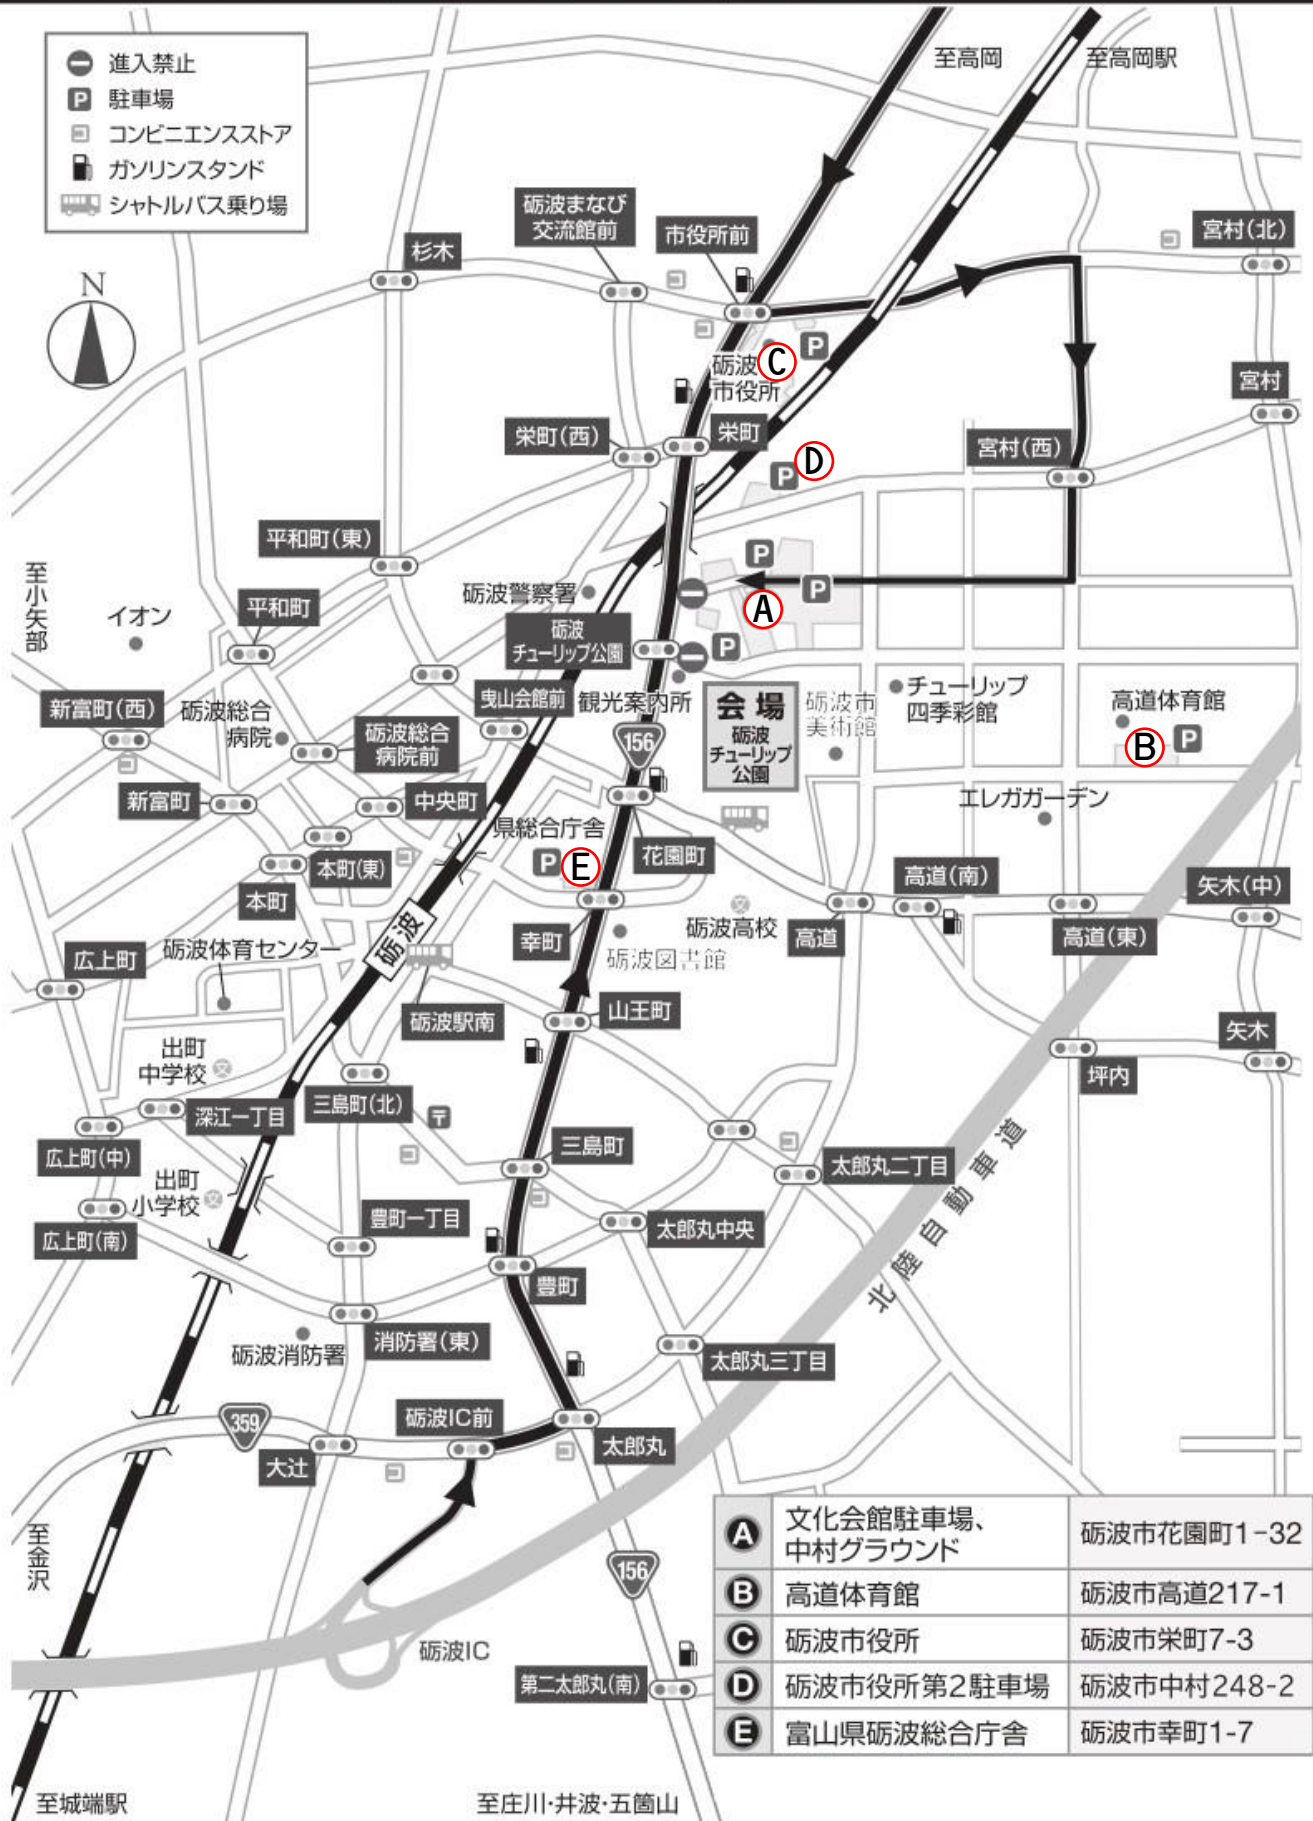 進入禁止
駐車場
コンビニエンスストア
ガソリンスタンド
シャトルバス乗り場
至高岡
至高岡駅
N
杉木
砺波まなび
交流館前
市役所前
宮村(北)
砺波
市役所
C
P
宮村
栄町(西)
栄町
宮村(西)
P
D
平和町(東)
至小矢部
イオン
平和町
砺波警察署
P
P
A
砺波
チューリップ公園
P
新富町(西)
砺波総合
病院
砺波総合
病院前
曳山会館前
観光案内所
会場
砺波
チューリップ
公園
砺波市
美術館
チューリップ
四季彩館
高道体育館
B
P
156
新富町
中央町
県総合庁舎
P
E
花園町
エレガガーデン
本町(東)
本町
高道(南)
矢木(中)
砺波高校
文
高道
高道(東)
広上町
砺波体育センター
砺波
幸町
砺波図書館
砺波駅南
山王町
矢木
出町
中学校
文
坪内
深江一丁目
三島町(北)
〒
三島町
太郎丸二丁目
広上町(中)
出町
小学校
文
広上町(南)
豊町一丁目
太郎丸中央
北陸自動車道
豊町
砺波消防署
消防署(東)
太郎丸三丁目
359
砺波IC前
大辻
太郎丸
至金沢
156
砺波IC
第二太郎丸(南)
至城端駅
至庄川・井波・五箇山
A 文化会館駐車場、
中村グラウンド 砺波市花園町1-32
B 高道体育館 砺波市高道217-1
C 砺波市役所 砺波市栄町7-3
D 砺波市役所第2駐車場 砺波市中村248-2
E 富山県砺波総合庁舎 砺波市幸町1-7